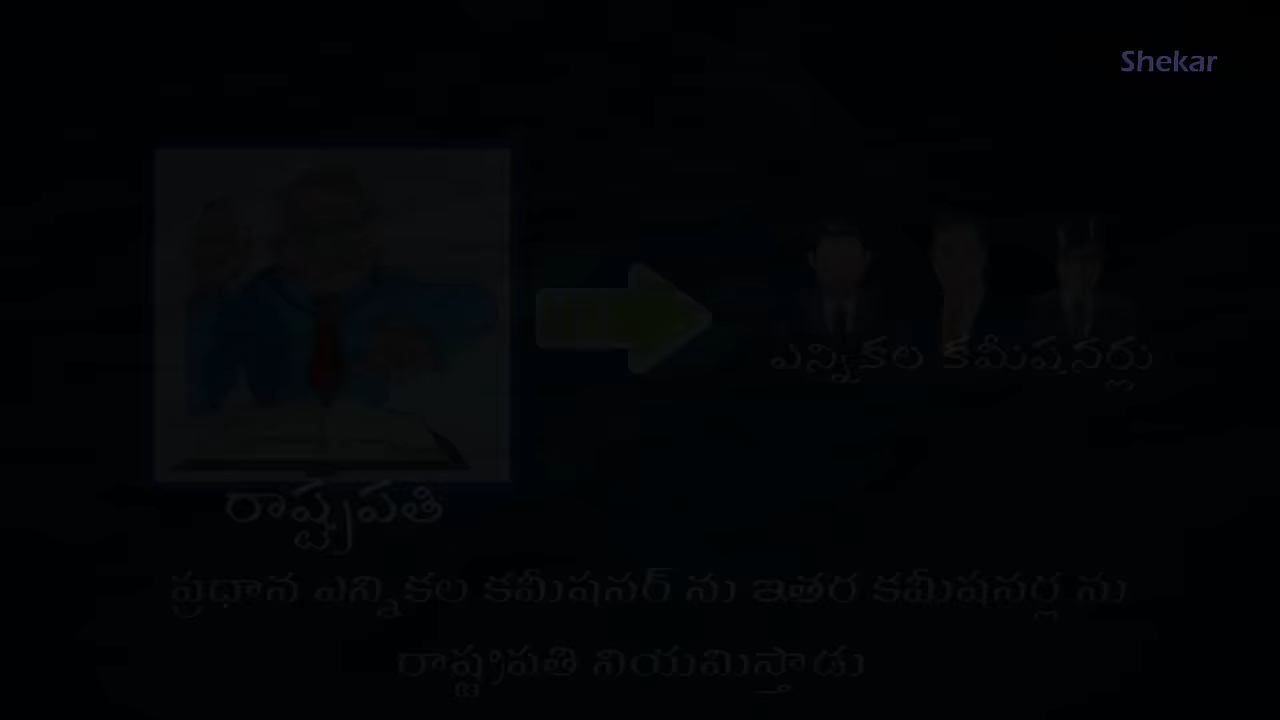 Shekar
ఎన్నికల కమీషనర్లు
రాష్ట్రపతి
ప్రధాన ఎన్నికల కమీషనర్ ను ఇతర కమీషనర్ల ను
రాష్ట్రపతి నియమిస్తాడు